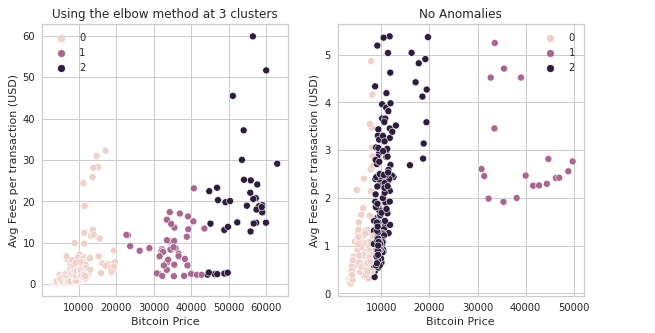 Using the elbow method at 3 clusters
No Anomalies
0
1
2
60
50
40
30
20
10
0
Avg Fees per transaction (USD)
10000 20000 30000 40000 50000 60000
Bitcoin Price
0
1
2
5
4
3
2
1
0
Avg Fees per transaction (USD)
10000 20000 30000 40000 50000
Bitcoin Price